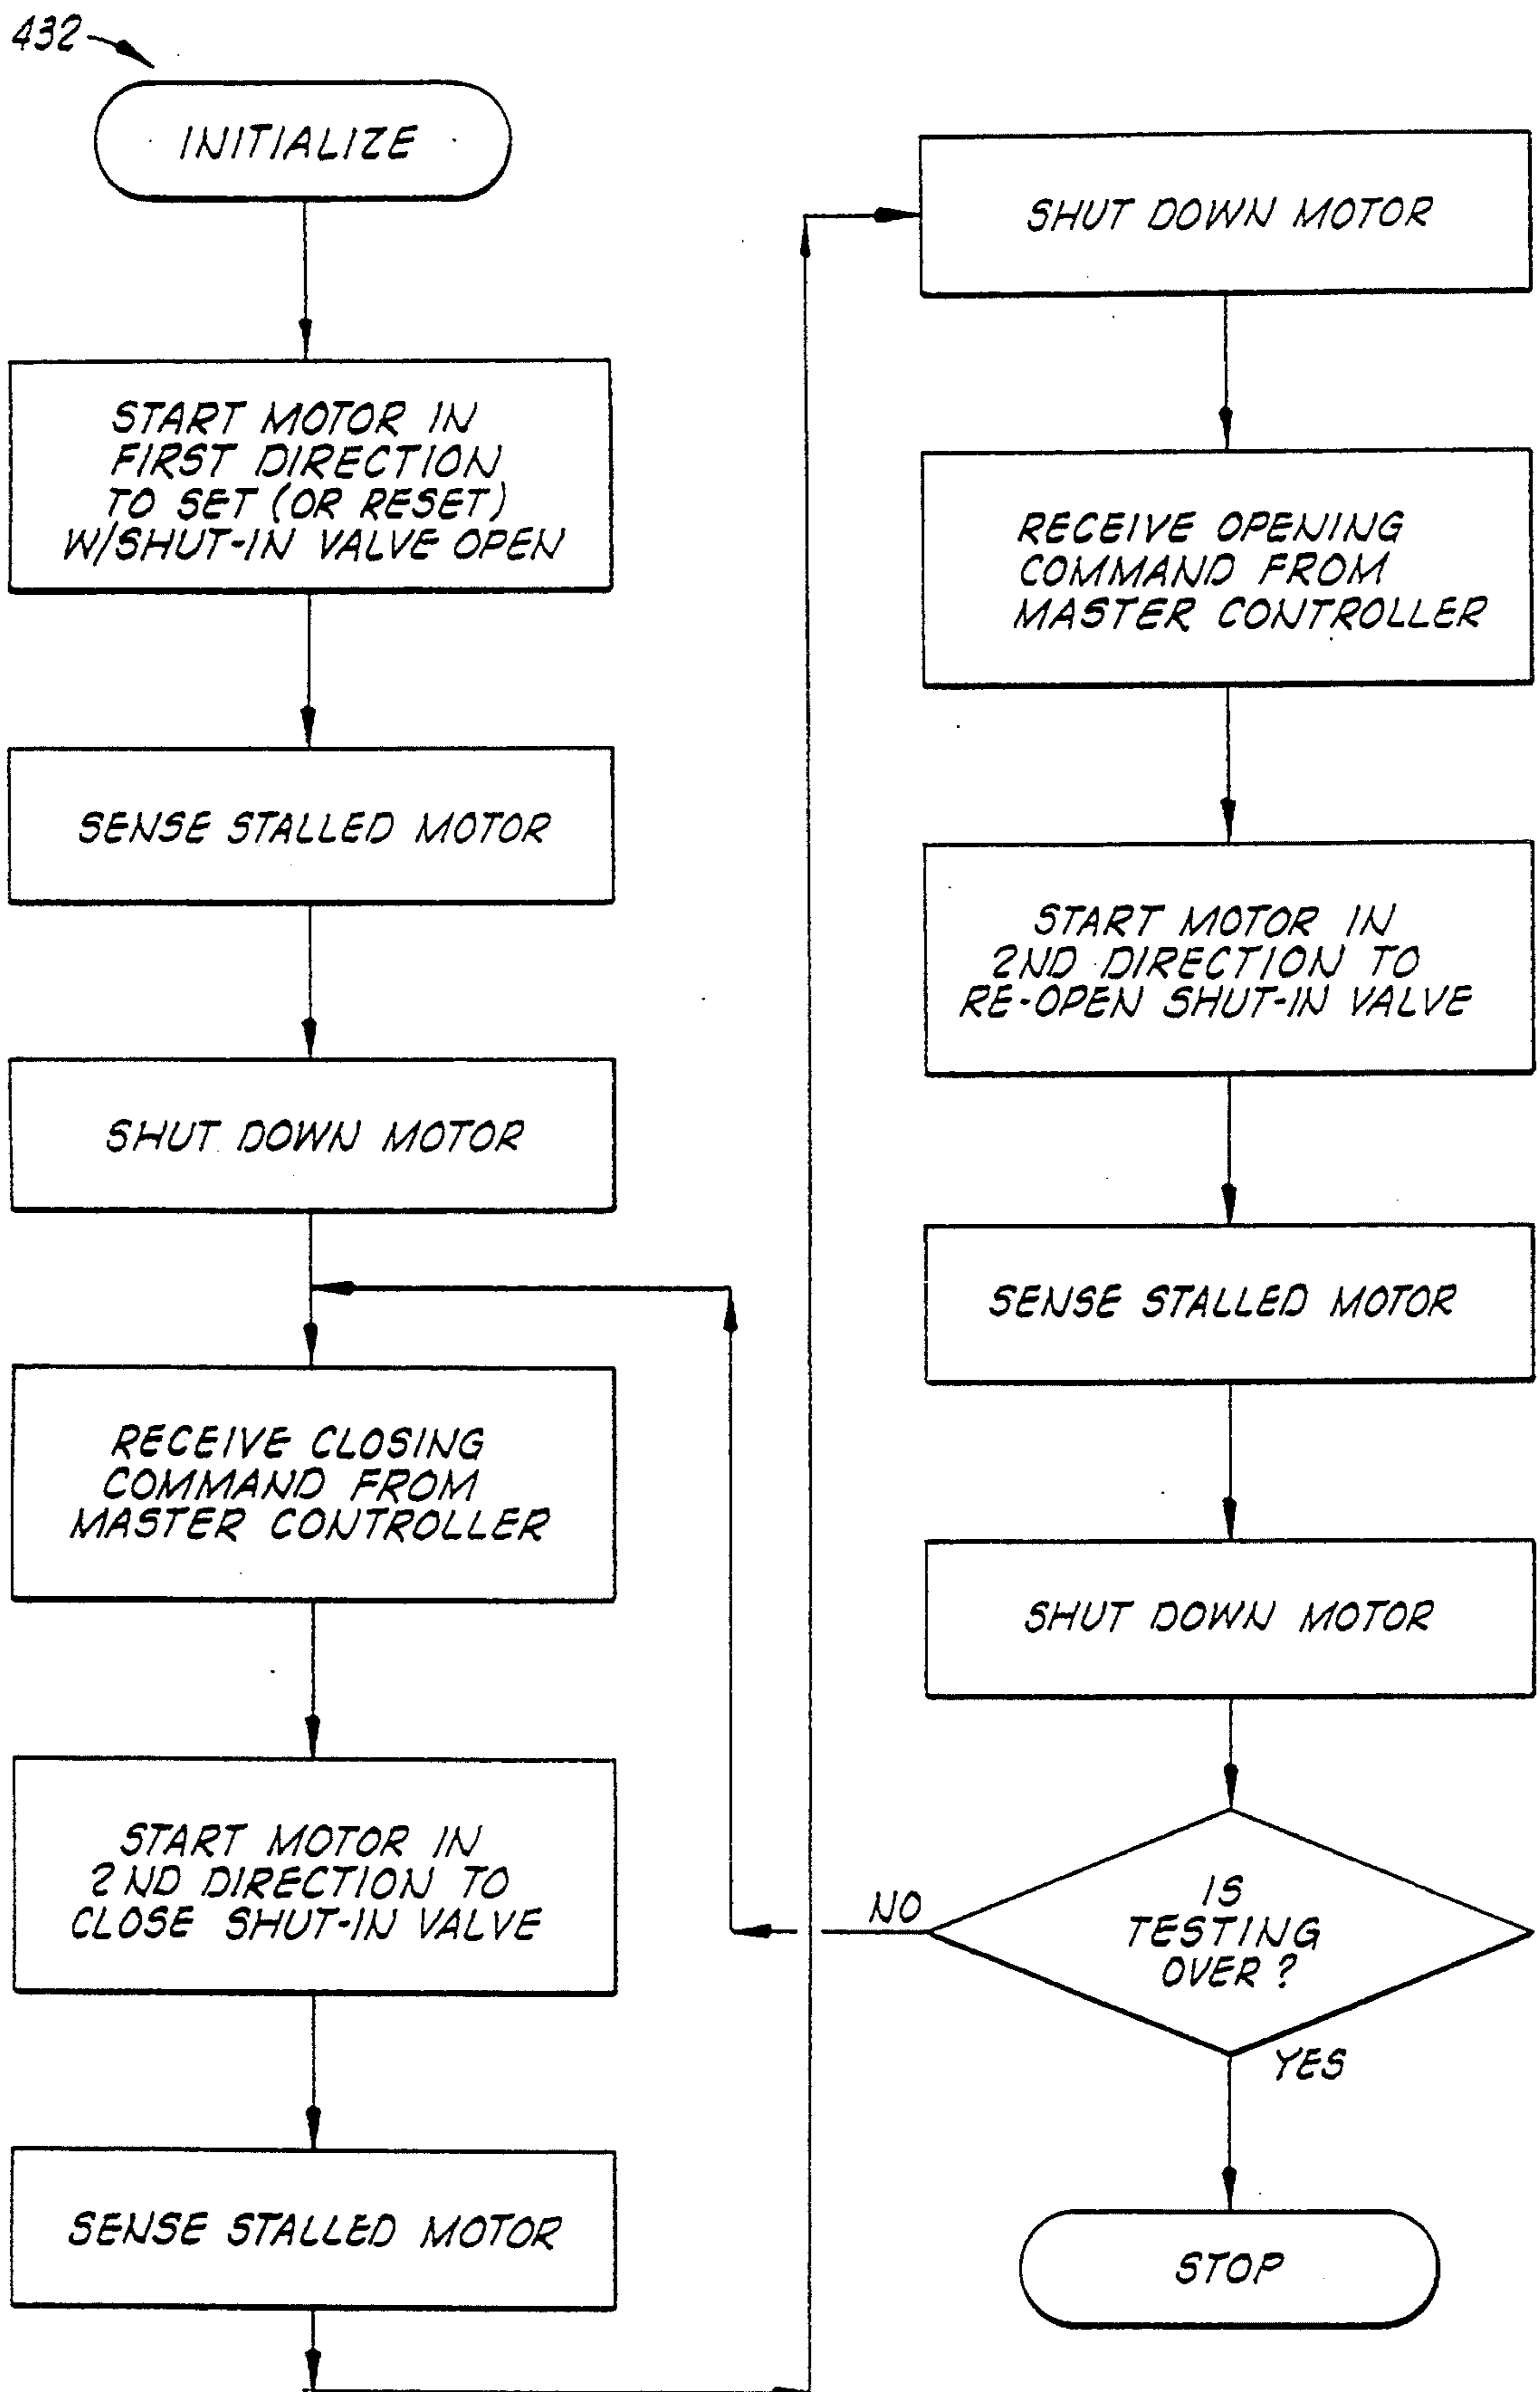 432
INITIALIZE
START MOTOR IN
FIRST DIRECTION
TO SET (OR RESET)
W/SHUT-IN VALVE OPEN
SENSE STALLED MOTOR
SHUT DOWN MOTOR
RECEIVE CLOSING
COMMAND FROM
MASTER CONTROLLER
START MOTOR IN
2ND DIRECTION TO
CLOSE SHUT-IN VALVE
SENSE STALLED MOTOR
SHUT DOWN MOTOR
RECEIVE OPENING
COMMAND FROM
MASTER CONTROLLER
START MOTOR IN
2ND DIRECTION TO
RE-OPEN SHUT-IN VALVE
SENSE STALLED MOTOR
SHUT DOWN MOTOR
IS
TESTING
OVER?
NO
YES
STOP